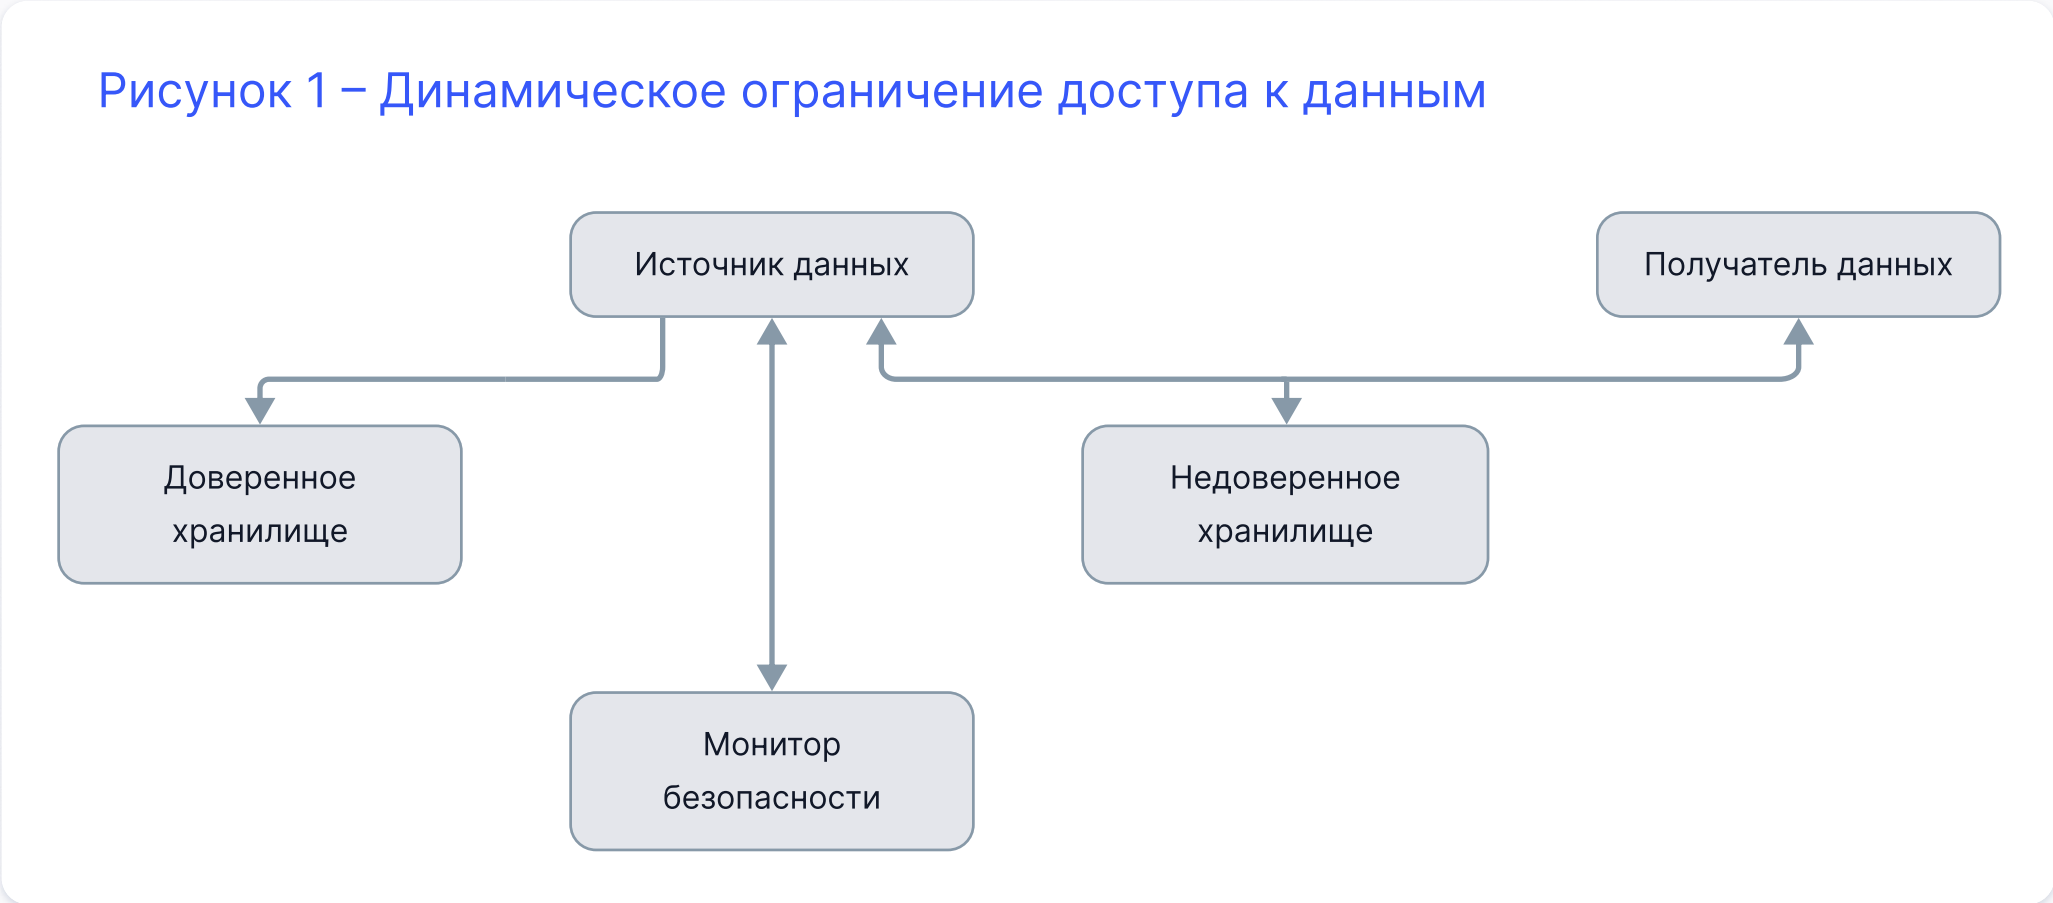 Рисунок 1 – Динамическое ограничение доступа к данным
Источник данных
Получатель данных
Доверенное
хранилище
Недоверенное
хранилище
Монитор
безопасности